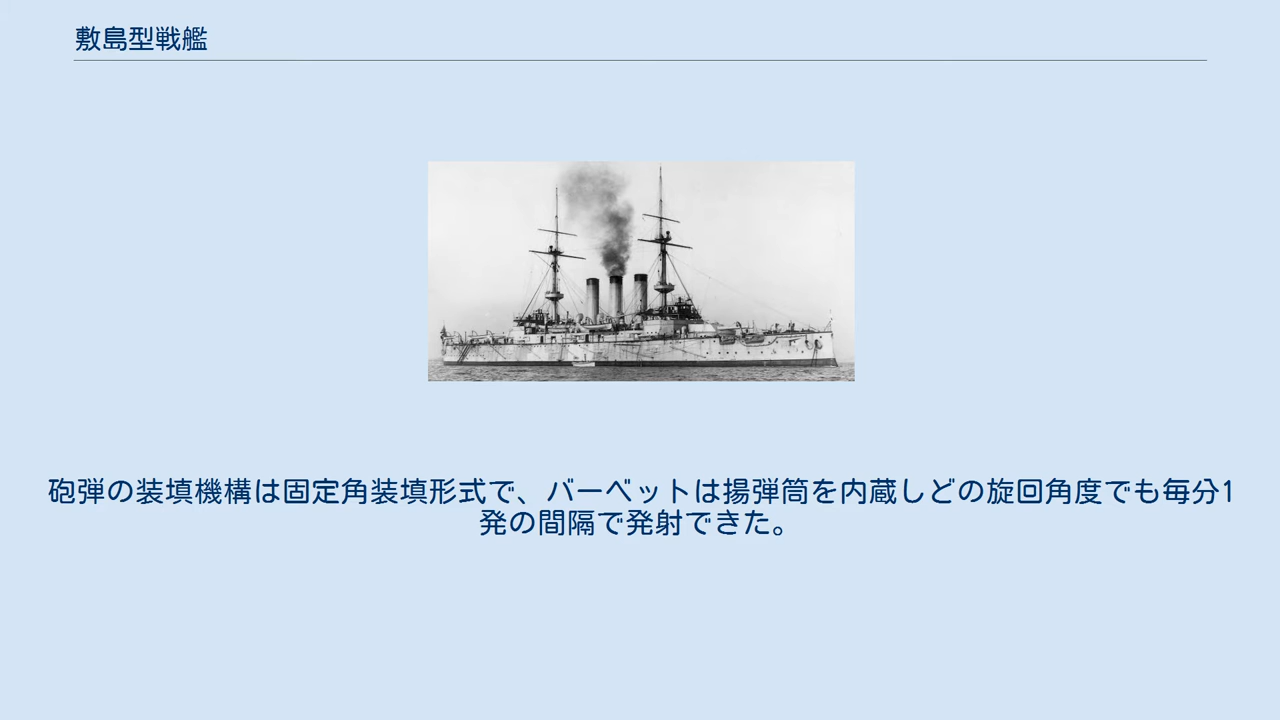 敷島型戦艦
砲弾の装填機構は固定角装填形式で、バーベットは揚弾筒を内蔵しどの旋回角度でも毎分1
発の間隔で発射できた。